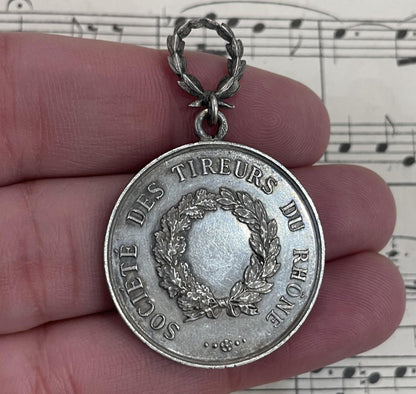 SOCIÉTÉ DES TIREURS DU RHÔNE